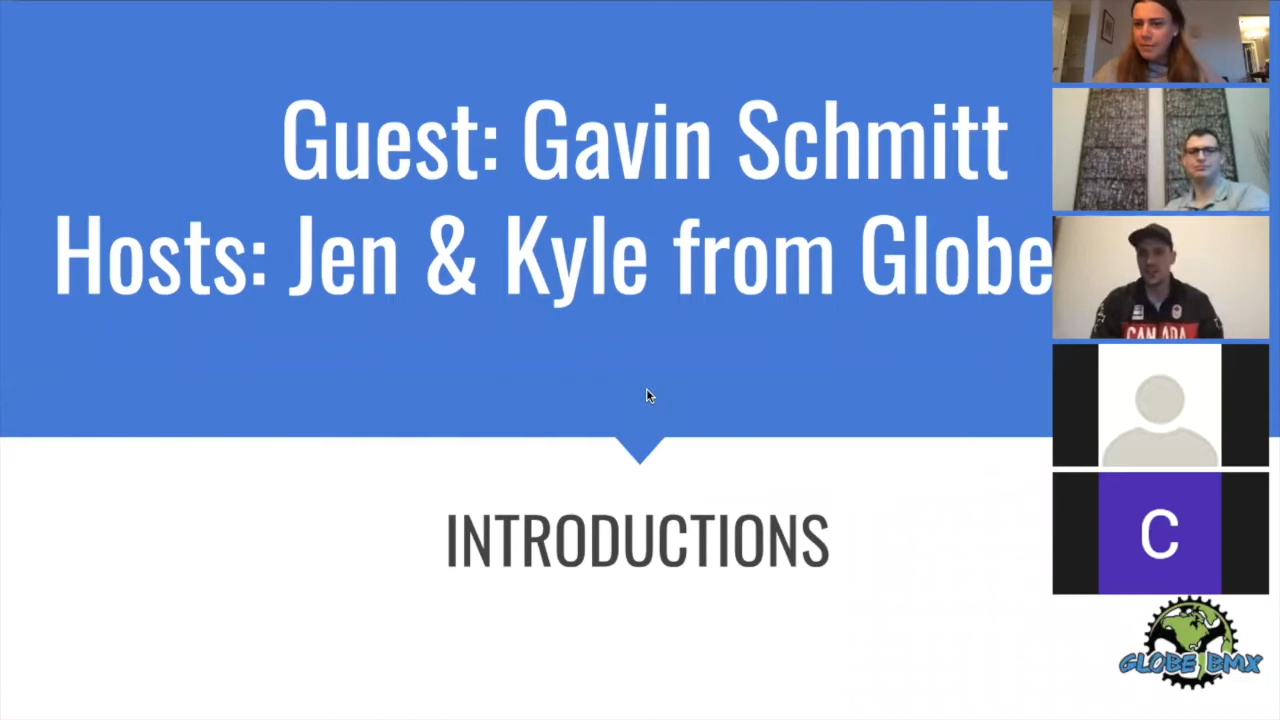 Guest: Gavin Schmitt
Hosts: Jen & Kyle from Globe
CANADA
INTRODUCTIONS
C
GLOBE BMX